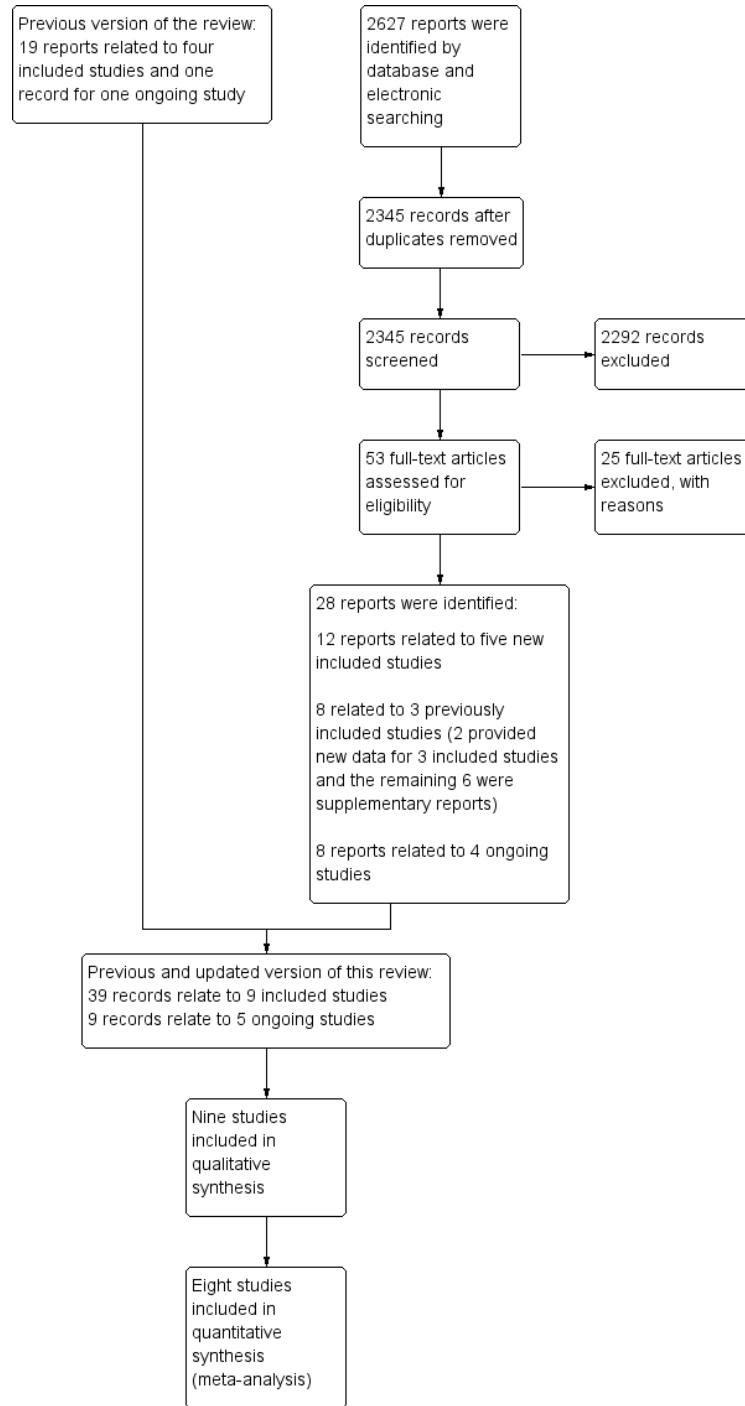 Previous version of the review:
19 reports related to four
included studies and one
record for one ongoing study
2627 reports were
identified by
database and
electronic
searching
2345 records after
duplicates removed
2345 records
screened
2292 records
excluded
53 full-text articles
assessed for
eligibility
25 full-text articles
excluded, with
reasons
28 reports were identified:
12 reports related to five new
included studies
8 related to 3 previously
included studies (2 provided
new data for 3 included studies
and the remaining 6 were
supplementary reports)
8 reports related to 4 ongoing
studies
Previous and updated version of this review:
39 records relate to 9 included studies
9 records relate to 5 ongoing studies
Nine studies
included in
qualitative
synthesis
Eight studies
included in
quantitative
synthesis
(meta-analysis)